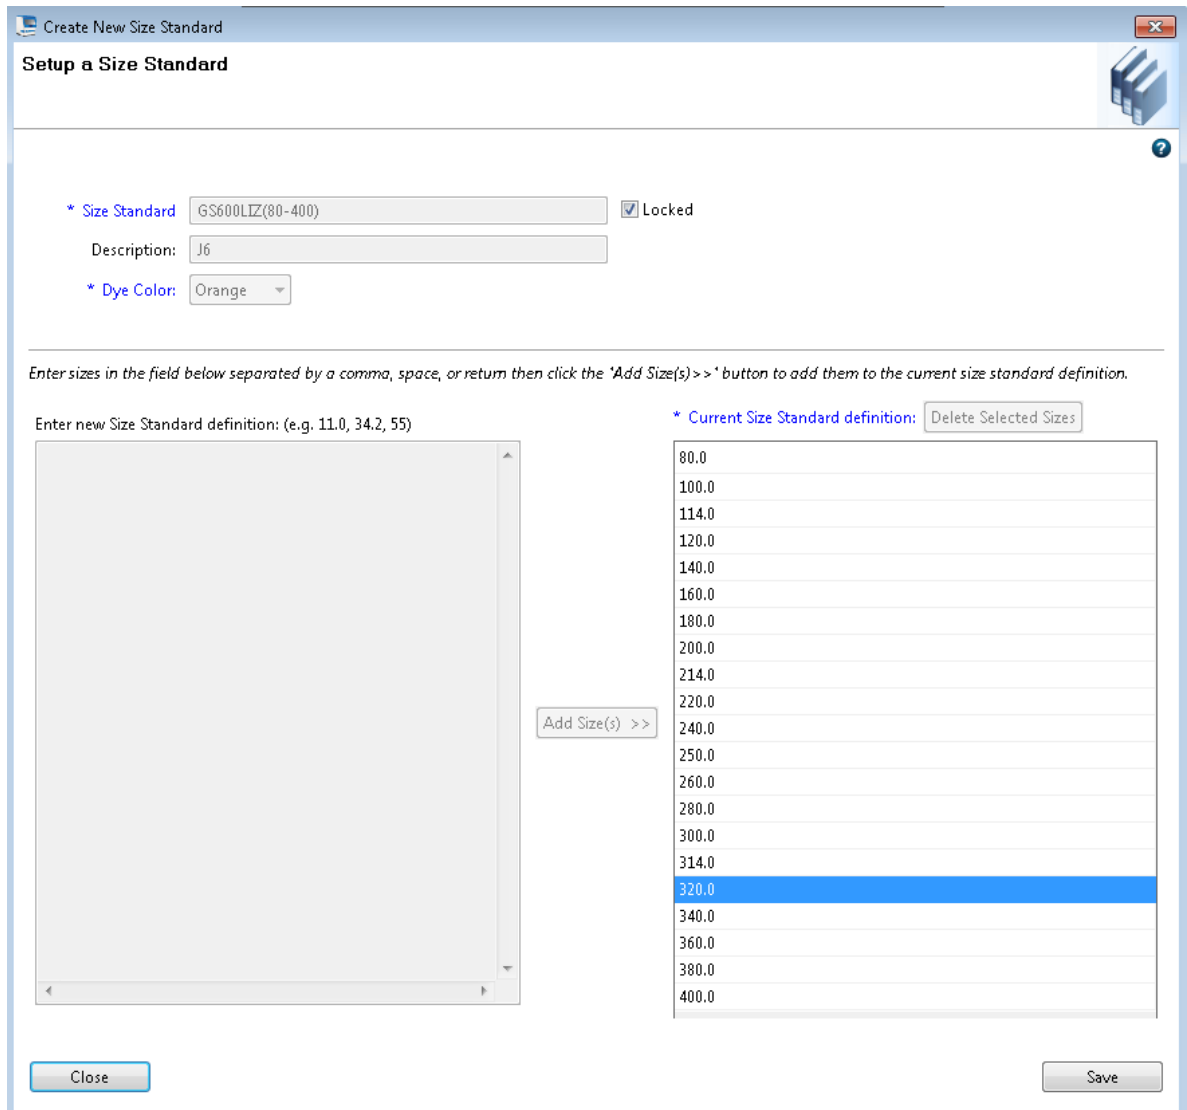 Create New Size Standard
Setup a Size Standard
?
* Size Standard GS600LIZ(80-400) Locked
Description: J6
* Dye Color: Orange
Enter sizes in the field below separated by a comma, space, or return then click the 'Add Size(s)>>' button to add them to the current size standard definition.
* Current Size Standard definition: Delete Selected Sizes
Enter new Size Standard definition: (e.g. 11.0, 34.2, 55)
80.0
100.0
114.0
120.0
140.0
160.0
180.0
200.0
214.0
220.0
Add Size(s) >>
240.0
250.0
260.0
280.0
300.0
314.0
320.0
340.0
360.0
380.0
400.0
Close
Save